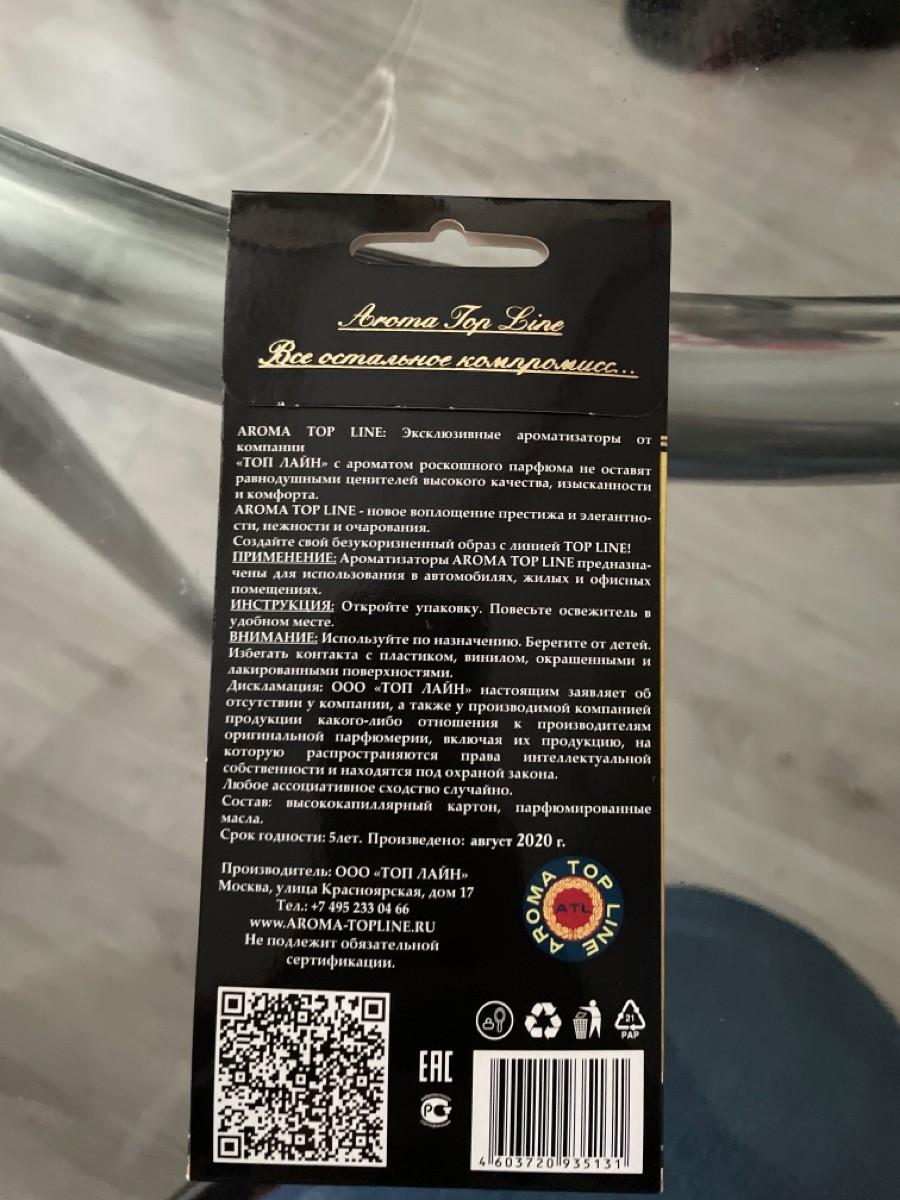 Aroma Top Line
Все остальное компромисс...
AROMA TOP LINE: Эксклюзивные ароматизаторы от
компании
«ТОП ЛАЙН» с ароматом роскошного парфюма не оставят
равнодушными ценителей высокого качества, изысканности
и комфорта.
AROMA TOP LINE - новое воплощение престижа и элегантно-
сти, нежности и очарования.
Создайте свой безукоризненный образ с линией TOP LINE!
ПРИМЕНЕНИЕ: Ароматизаторы AROMA TOP LINE предназна-
чены для использования в автомобилях, жилых и офисных
помещениях.
ИНСТРУКЦИЯ: Откройте упаковку. Повесьте освежитель в
удобном месте.
ВНИМАНИЕ: Используйте по назначению. Берегите от детей.
Избегать контакта с пластиком, винилом, окрашенными и
лакированными поверхностями.
Дискламация: ООО «ТОП ЛАЙН» настоящим заявляет об
отсутствии у компании, а также у производимой компанией
продукции какого-либо отношения к производителям
оригинальной парфюмерии, включая их продукцию, на
которую распространяются права интеллектуальной
собственности и находятся под охраной закона.
Любое ассоциативное сходство случайно.
Состав: высококапиллярный картон, парфюмированные
масла.
Срок годности: 5лет. Произведено: август 2020 г.
Производитель: ООО «ТОП ЛАЙН»
Москва, улица Красноярская, дом 17
Тел.: +7 495 233 04 66
www.AROMA-TOPLINE.RU
Не подлежит обязательной
сертификации.
AROMA TOP LINE
ATL
21
PAP
EAC
РС
4 603720 935131